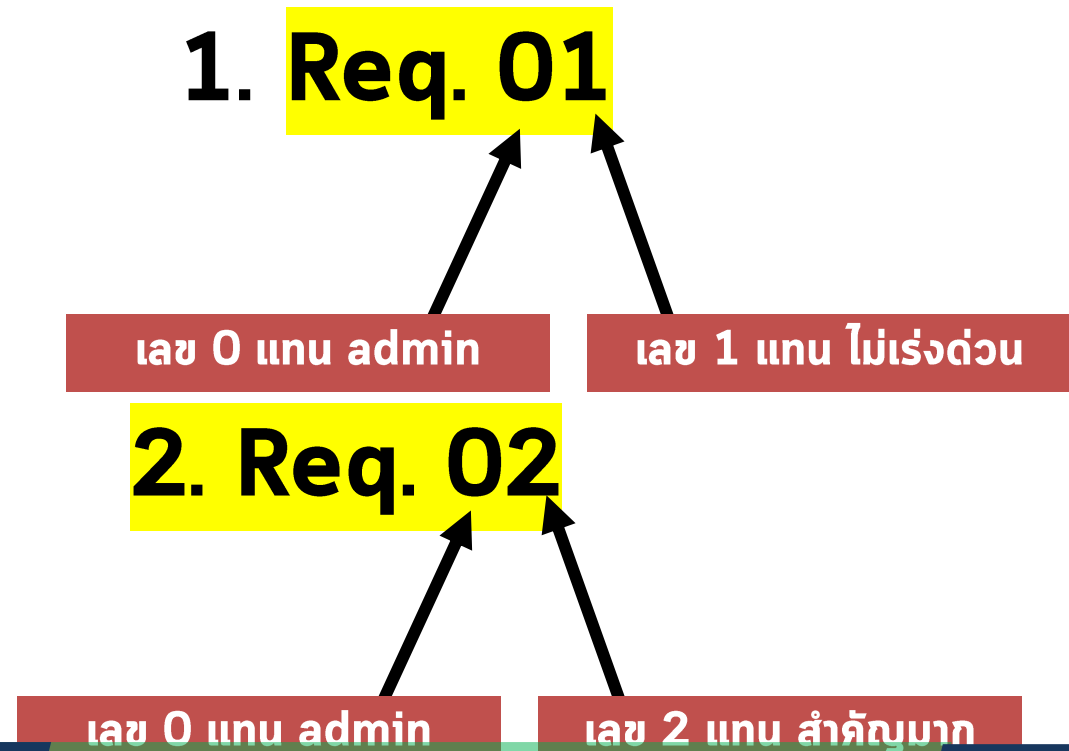 1. Req. 01
เลข 0 แทน admin
เลข 1 แทน ไม่เร่งด่วน
2. Req. 02
เลข 0 แทน admin
เลข 2 แทน สำคัญมาก